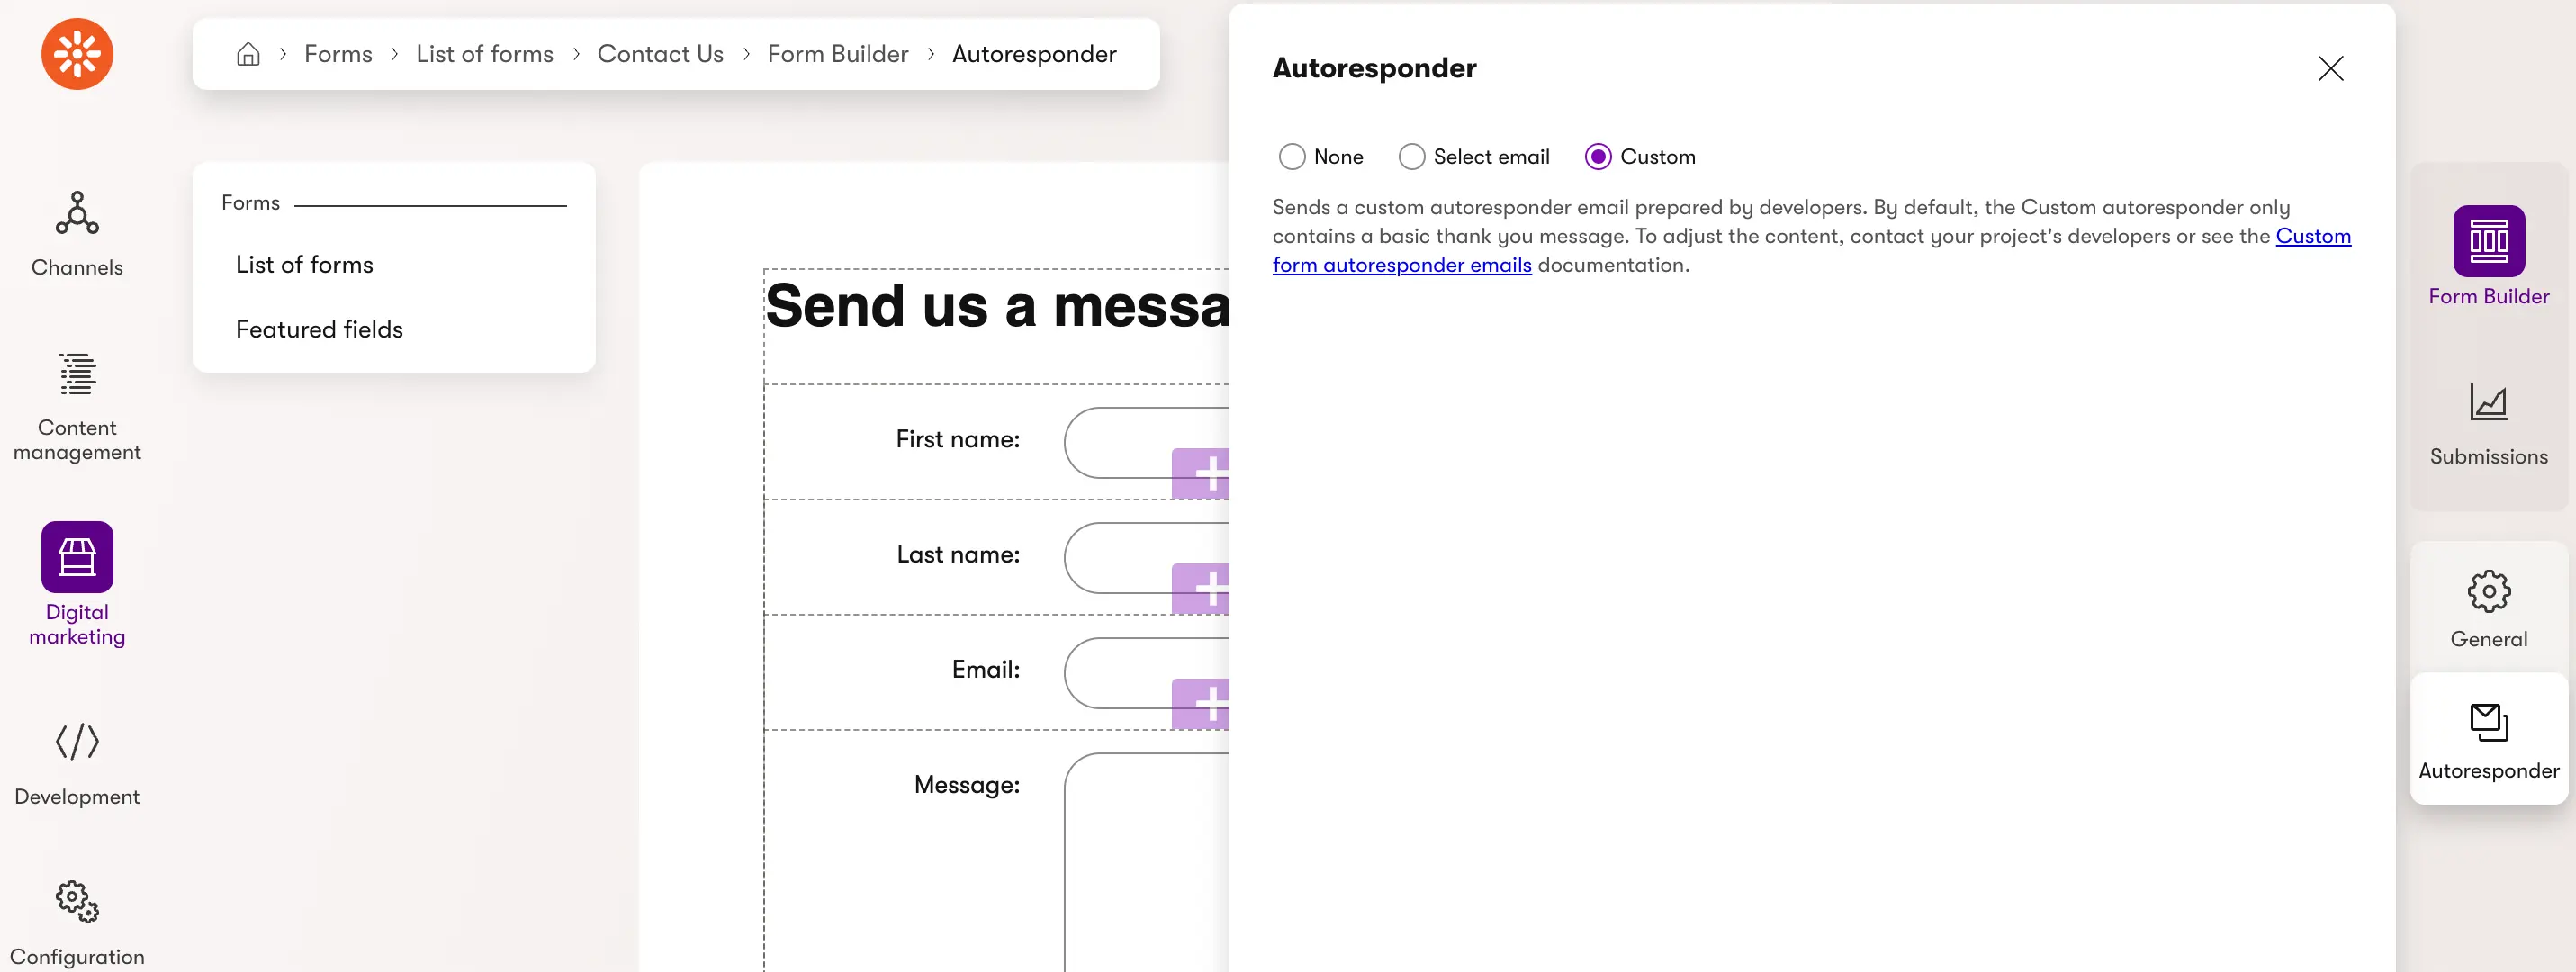 Forms
List of forms
Contact Us
Form Builder
Autoresponder
Channels
Content
management
Digital
marketing
Development
Configuration
Forms
List of forms
Featured fields
Send us a messa
First name:
Last name:
Email:
Message:
Autoresponder
None
Select email
Custom
Sends a custom autoresponder email prepared by developers. By default, the Custom autoresponder only
contains a basic thank you message. To adjust the content, contact your project's developers or see the Custom
form autoresponder emails documentation.
Form Builder
Submissions
General
Autoresponder